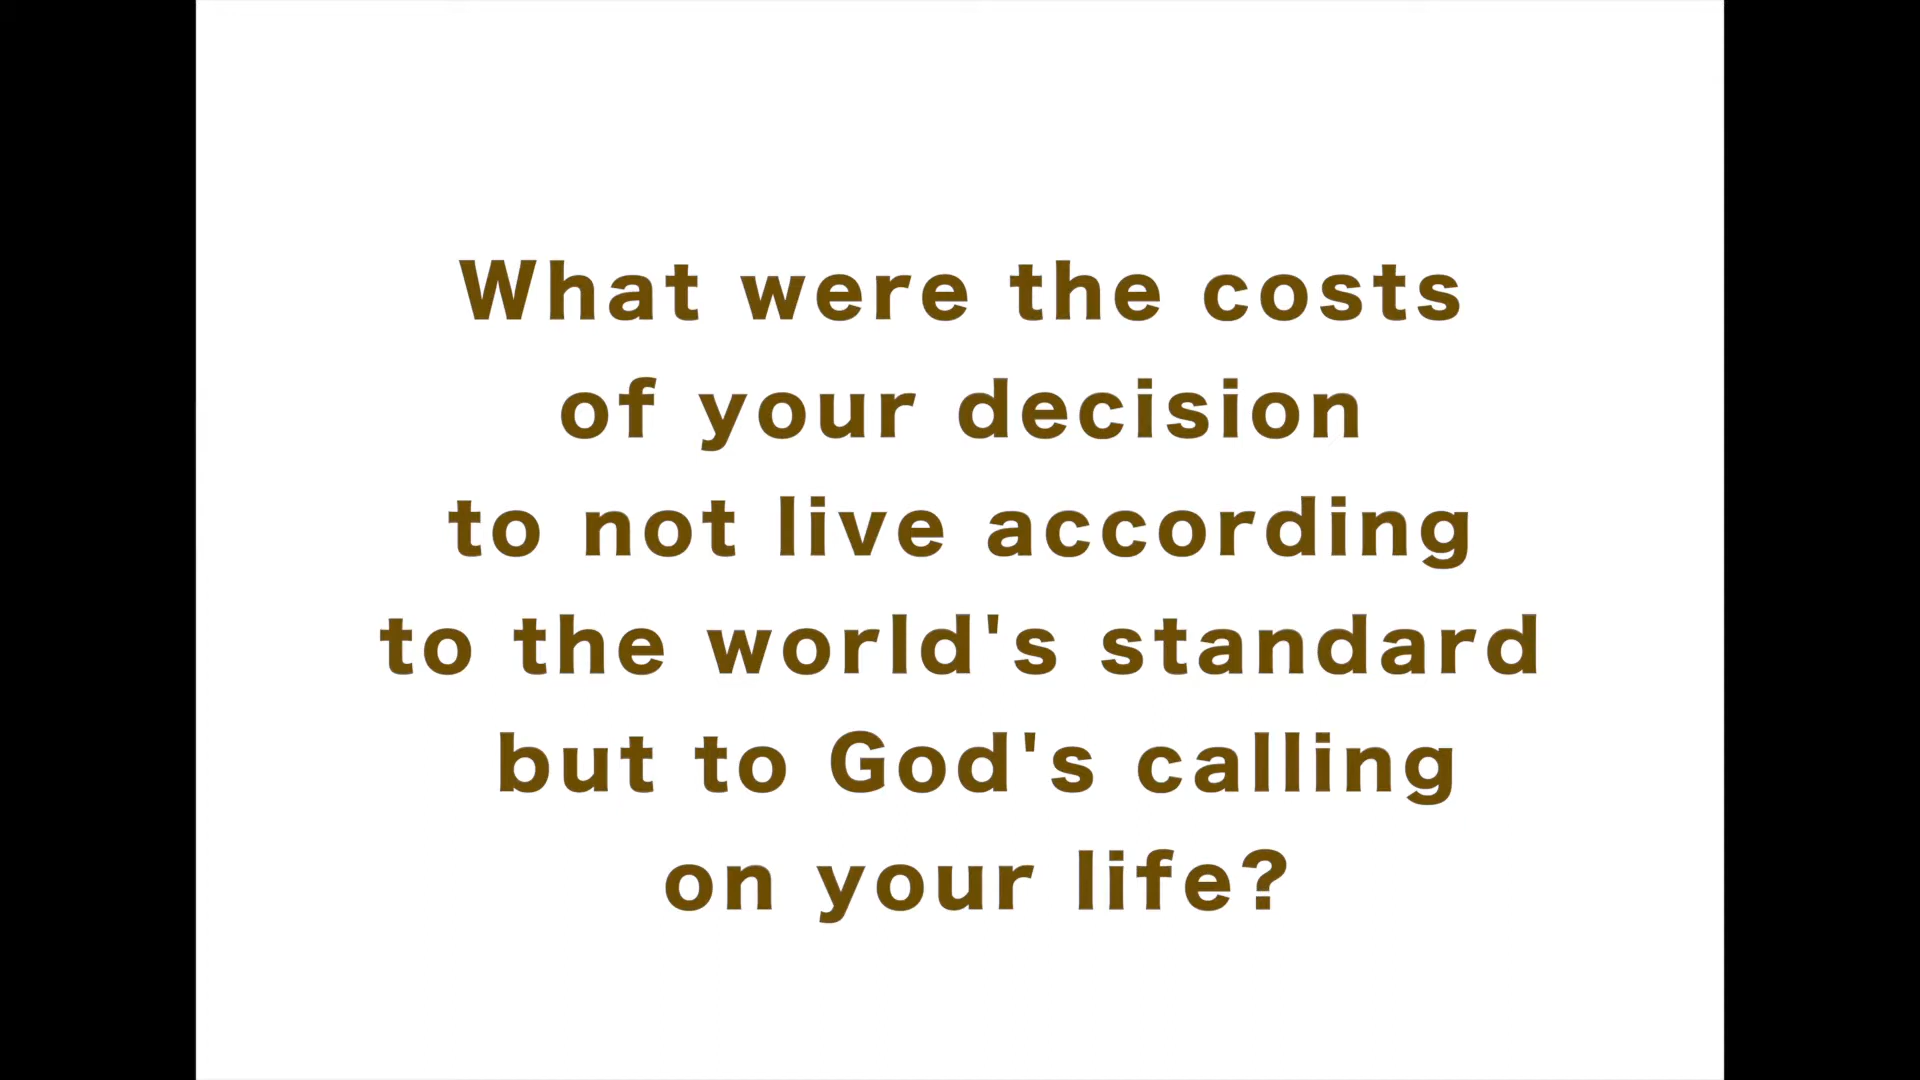 What were the costs
of your decision
to not live according
to the world's standard
but to God's calling
on your life?